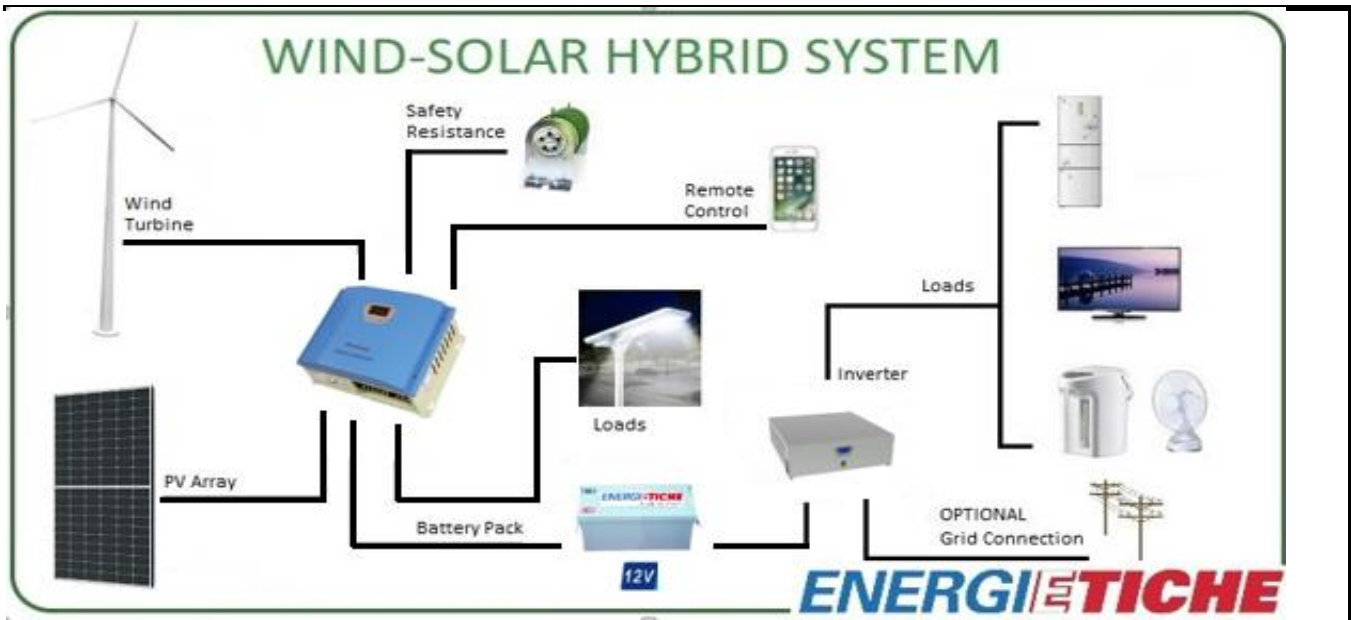 WIND-SOLAR HYBRID SYSTEM
Safety
Resistance
Remote
Control
Wind
Turbine
Loads
Inverter
Loads
PV Array
Battery Pack
ENERGIETICHE
12V
OPTIONAL
Grid Connection
ENERGIETICHE